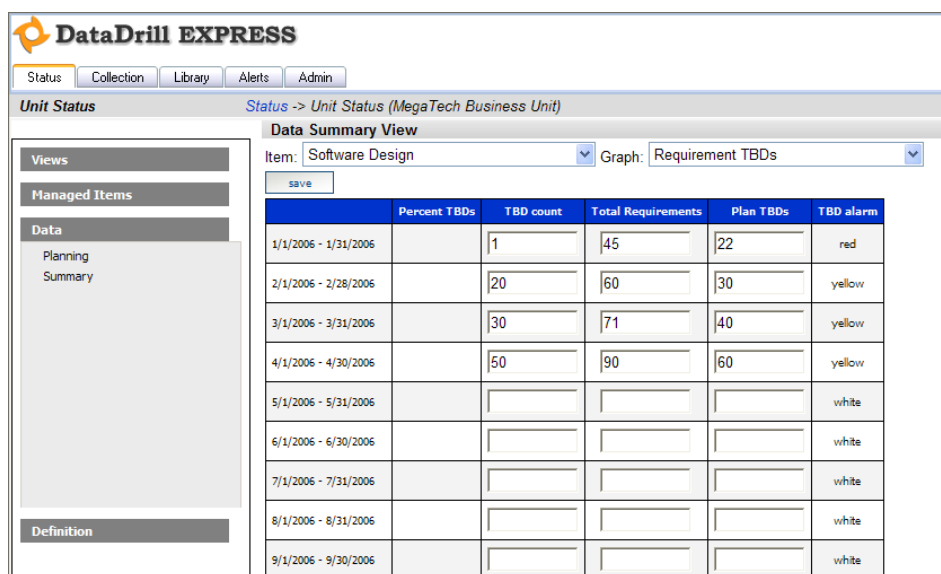 DataDrill EXPRESS
Status Collection Library Alerts Admin
Unit Status Status -> Unit Status (MegaTech Business Unit)
Data Summary View
Item: Software Design Graph: Requirement TBDs
save
Views
Managed Items
Data
Planning
Summary
Definition
Percent TBDs TBD count Total Requirements Plan TBDs TBD alarm
1/1/2006 - 1/31/2006 1 45 22 red
2/1/2006 - 2/28/2006 20 60 30 yellow
3/1/2006 - 3/31/2006 30 71 40 yellow
4/1/2006 - 4/30/2006 50 90 60 yellow
5/1/2006 - 5/31/2006 white
6/1/2006 - 6/30/2006 white
7/1/2006 - 7/31/2006 white
8/1/2006 - 8/31/2006 white
9/1/2006 - 9/30/2006 white